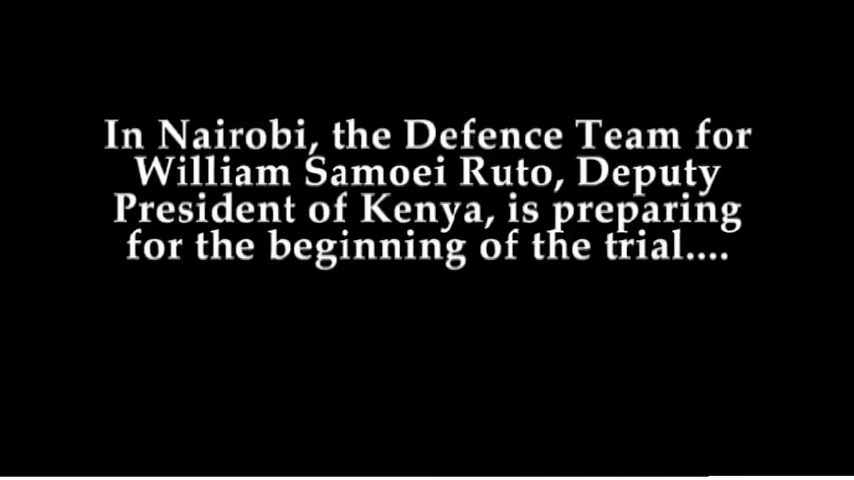 In Nairobi, the Defence Team for
William Samoei Ruto, Deputy
President of Kenya, is preparing
for the beginning of the trial....